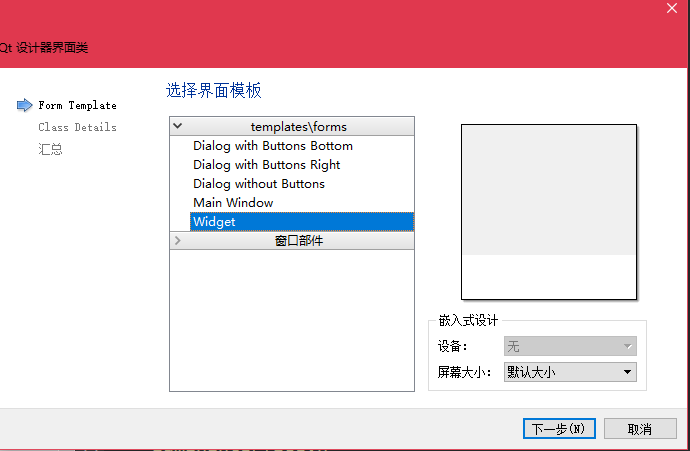 Qt 设计器界面类
选择界面模板
Form Template
Class Details
汇总
templates\forms
Dialog with Buttons Bottom
Dialog with Buttons Right
Dialog without Buttons
Main Window
Widget
窗口部件
嵌入式设计
设备： 无
屏幕大小： 默认大小
下一步(N) 取消